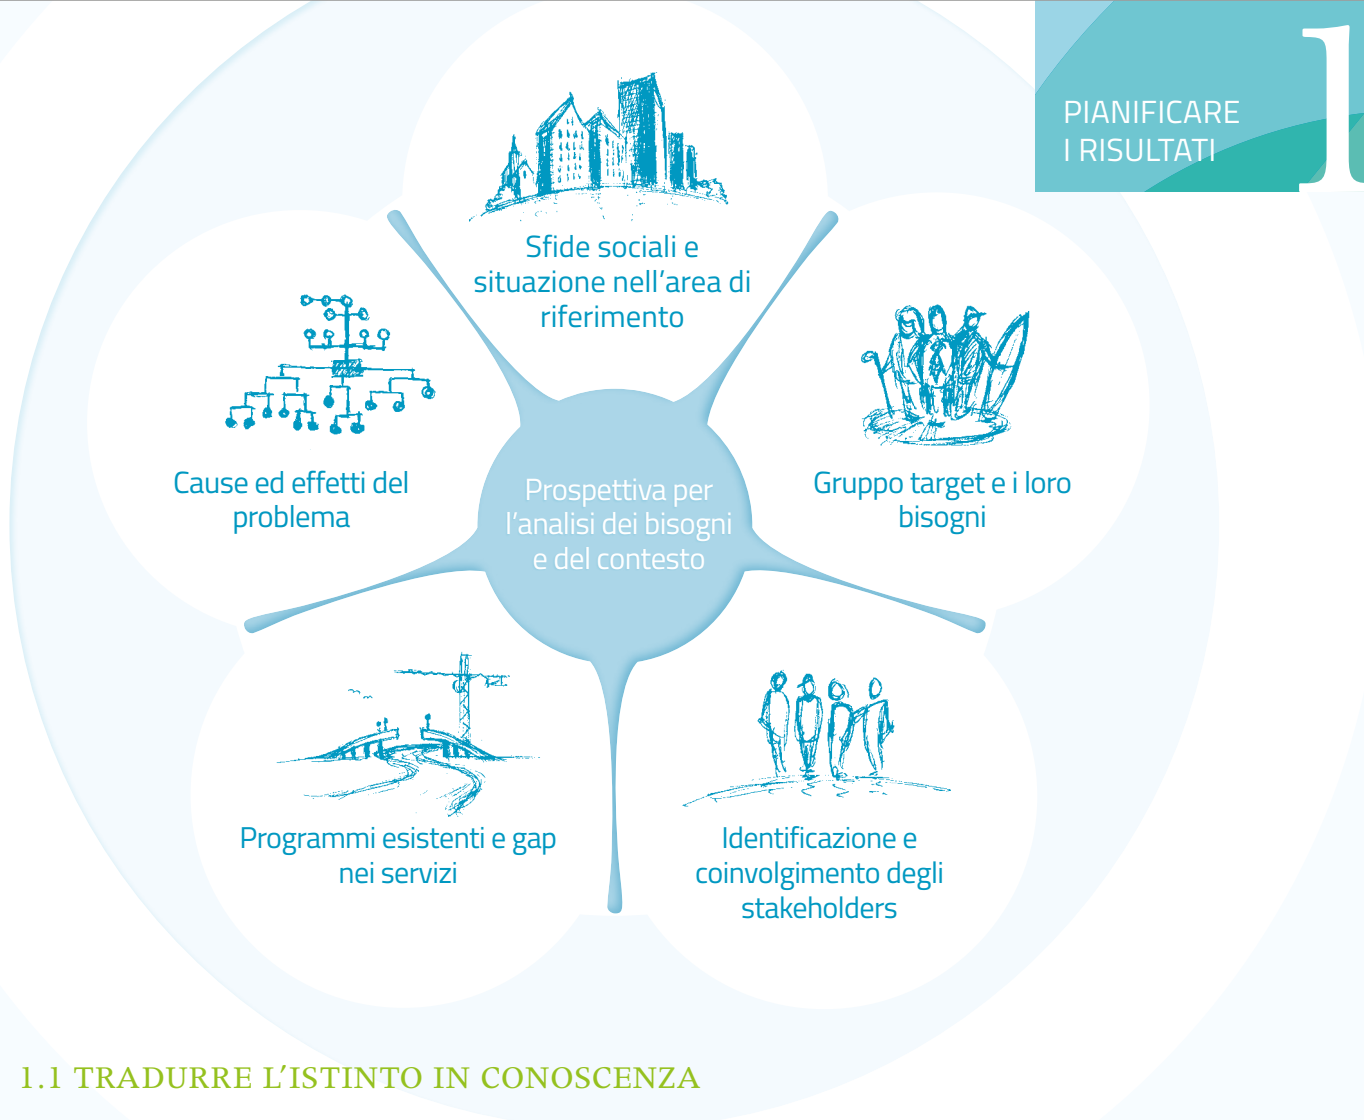 PIANIFICARE
I RISULTATI
1
Sfide sociali e
situazione nell’area di
riferimento
Cause ed effetti del
problema
Gruppo target e i loro
bisogni
Prospettiva per
l’analisi dei bisogni
e del contesto
Programmi esistenti e gap
nei servizi
Identificazione e
coinvolgimento degli
stakeholders
1.1 TRADURRE L’ISTINTO IN CONOSCENZA